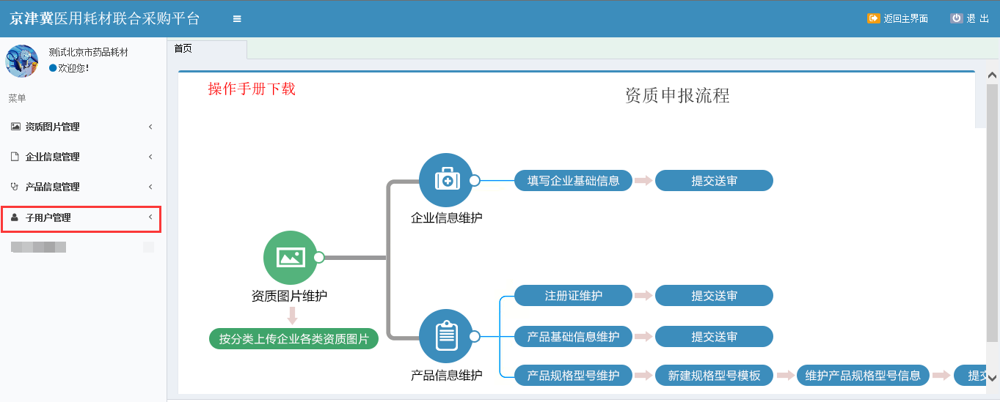 京津冀医用耗材联合采购平台
返回主界面
退 出
测试北京市药品耗材
欢迎您!
菜单
资质图片管理
企业信息管理
产品信息管理
子用户管理
首页
操作手册下载
资质申报流程
填写企业基础信息
提交送审
企业信息维护
资质图片维护
按分类上传企业各类资质图片
注册证维护
提交送审
产品基础信息维护
提交送审
产品信息维护
产品规格型号维护
新建规格型号模板
维护产品规格型号信息
提交